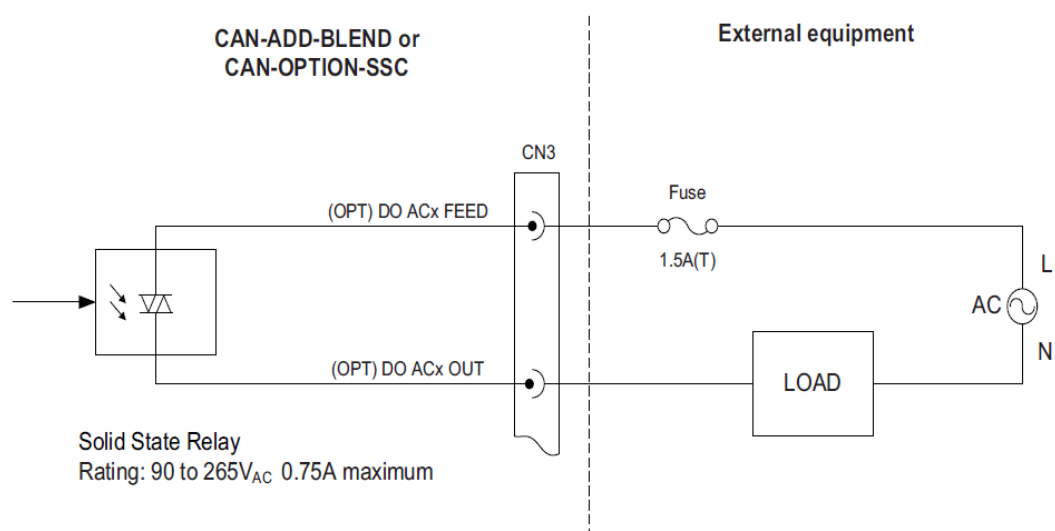 CAN-ADD-BLEND or
CAN-OPTION-SSC
External equipment
CN3
(OPT) DO ACx FEED
Fuse
1.5A(T)
L
AC
N
(OPT) DO ACx OUT
LOAD
Solid State Relay
Rating: 90 to 265VAC 0.75A maximum